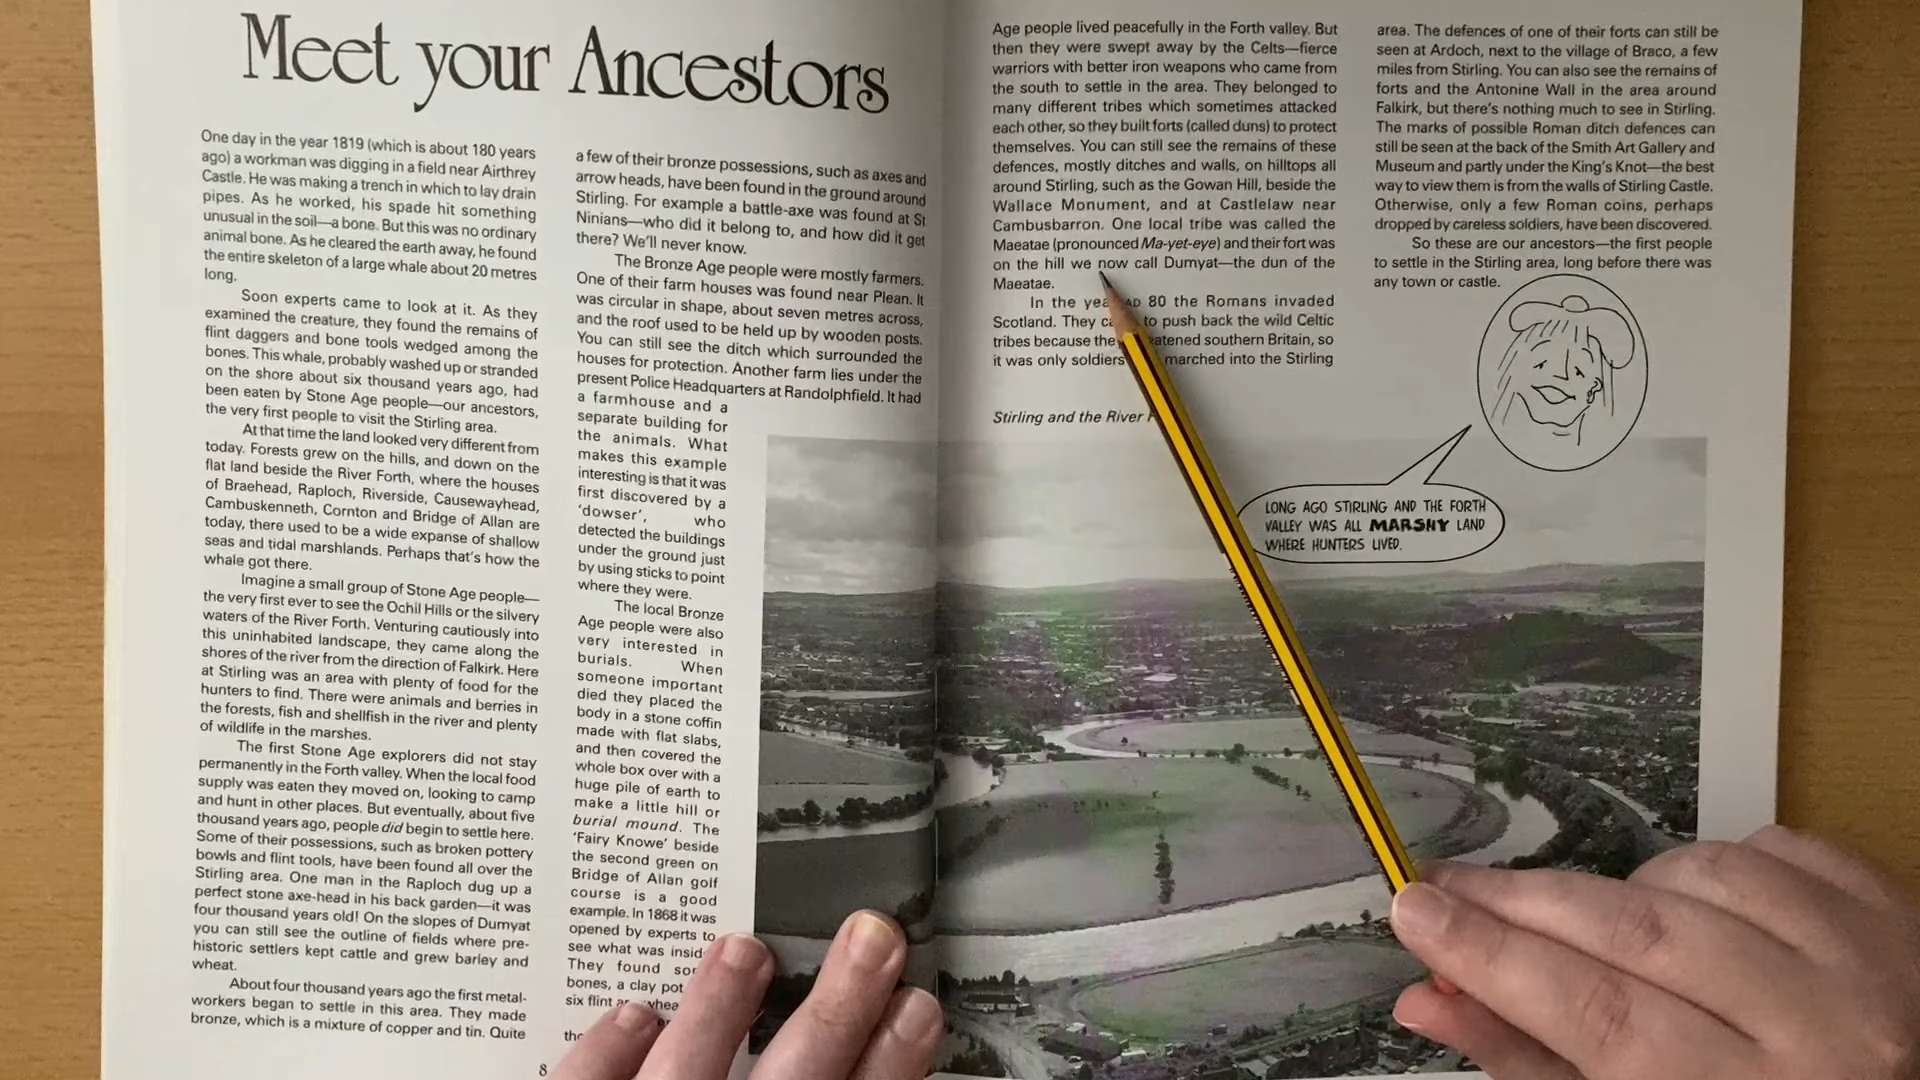 Meet your Ancestors
One day in the year 1819 (which is about 180 years
ago) a workman was digging in a field near Airthrey
Castle. He was making a trench in which to lay drain
pipes. As he worked, his spade hit something
unusual in the soil—a bone. But this was no ordinary
animal bone. As he cleared the earth away, he found
the entire skeleton of a large whale about 20 metres
long.
Soon experts came to look at it. As they
examined the creature, they found the remains of
flint daggers and bone tools wedged among the
bones. This whale, probably washed up or stranded
on the shore about six thousand years ago, had
been eaten by Stone Age people—our ancestors,
the very first people to visit the Stirling area.
At that time the land looked very different from
today. Forests grew on the hills, and down on the
flat land beside the River Forth, where the houses
of Braehead, Raploch, Riverside, Causewayhead,
Cambuskenneth, Cornton and Bridge of Allan are
today, there used to be a wide expanse of shallow
seas and tidal marshlands. Perhaps that's how the
whale got there.
Imagine a small group of Stone Age people—
the very first ever to see the Ochil Hills or the silvery
waters of the River Forth. Venturing cautiously into
this uninhabited landscape, they came along the
shores of the river from the direction of Falkirk. Here
at Stirling was an area with plenty of food for the
hunters to find. There were animals and berries in
the forests, fish and shellfish in the river and plenty
of wildlife in the marshes.
The first Stone Age explorers did not stay
permanently in the Forth valley. When the local food
supply was eaten they moved on, looking to camp
and hunt in other places. But eventually, about five
thousand years ago, people did begin to settle here.
Some of their possessions, such as broken pottery
bowls and flint tools, have been found all over the
Stirling area. One man in the Raploch dug up a
perfect stone axe-head in his back garden—it was
four thousand years old! On the slopes of Dumyat
you can still see the outline of fields where pre-
historic settlers kept cattle and grew barley and
wheat.
About four thousand years ago the first metal-
workers began to settle in this area. They made
bronze, which is a mixture of copper and tin. Quite
8
a few of their bronze possessions, such as axes and
arrow heads, have been found in the ground around
Stirling. For example a battle-axe was found at St
Ninians—who did it belong to, and how did it get
there? We'll never know.
The Bronze Age people were mostly farmers.
One of their farm houses was found near Plean. It
was circular in shape, about seven metres across,
and the roof used to be held up by wooden posts.
You can still see the ditch which surrounded the
houses for protection. Another farm lies under the
present Police Headquarters at Randolphfield. It had
a farmhouse and a
separate building for
the animals. What
makes this example
interesting is that it was
first discovered by a
'dowser', who
detected the buildings
under the ground just
by using sticks to point
where they were.
The local Bronze
Age people were also
very interested in
burials. When
someone important
died they placed the
body in a stone coffin
made with flat slabs,
and then covered the
whole box over with a
huge pile of earth to
make a little hill or
burial mound. The
'Fairy Knowe' beside
the second green on
Bridge of Allan golf
course is a good
example. In 1868 it was
opened by experts to
see what was
They found
bones, a clay pot
six flint
Age people lived peacefully in the Forth valley. But
then they were swept away by the Celts—fierce
warriors with better iron weapons who came from
the south to settle in the area. They belonged to
many different tribes which sometimes attacked
each other, so they built forts (called duns) to protect
themselves. You can still see the remains of these
defences, mostly ditches and walls, on hilltops all
around Stirling, such as the Gowan Hill, beside the
Wallace Monument, and at Castlelaw near
Cambusbarron. One local tribe was called the
Maeatae (pronounced Ma-yet-eye) and their fort was
on the hill we now call Dumyat—the dun of the
Maeatae.
In the AD 80 the Romans invaded
Scotland. They to push back the wild Celtic
tribes because southern Britain, so
it was only soldiers marched into the Stirling
Stirling and the River
area. The defences of one of their forts can still be
seen at Ardoch, next to the village of Braco, a few
miles from Stirling. You can also see the remains of
forts and the Antonine Wall in the area around
Falkirk, but there's nothing much to see in Stirling.
The marks of possible Roman ditch defences can
still be seen at the back of the Smith Art Gallery and
Museum and partly under the King's Knot—the best
way to view them is from the walls of Stirling Castle.
Otherwise, only a few Roman coins, perhaps
dropped by careless soldiers, have been discovered.
So these are our ancestors—the first people
to settle in the Stirling area, long before there was
any town or castle.
LONG AGO STIRLING AND THE FORTH
VALLEY WAS ALL MARSHY LAND
WHERE HUNTERS LIVED.